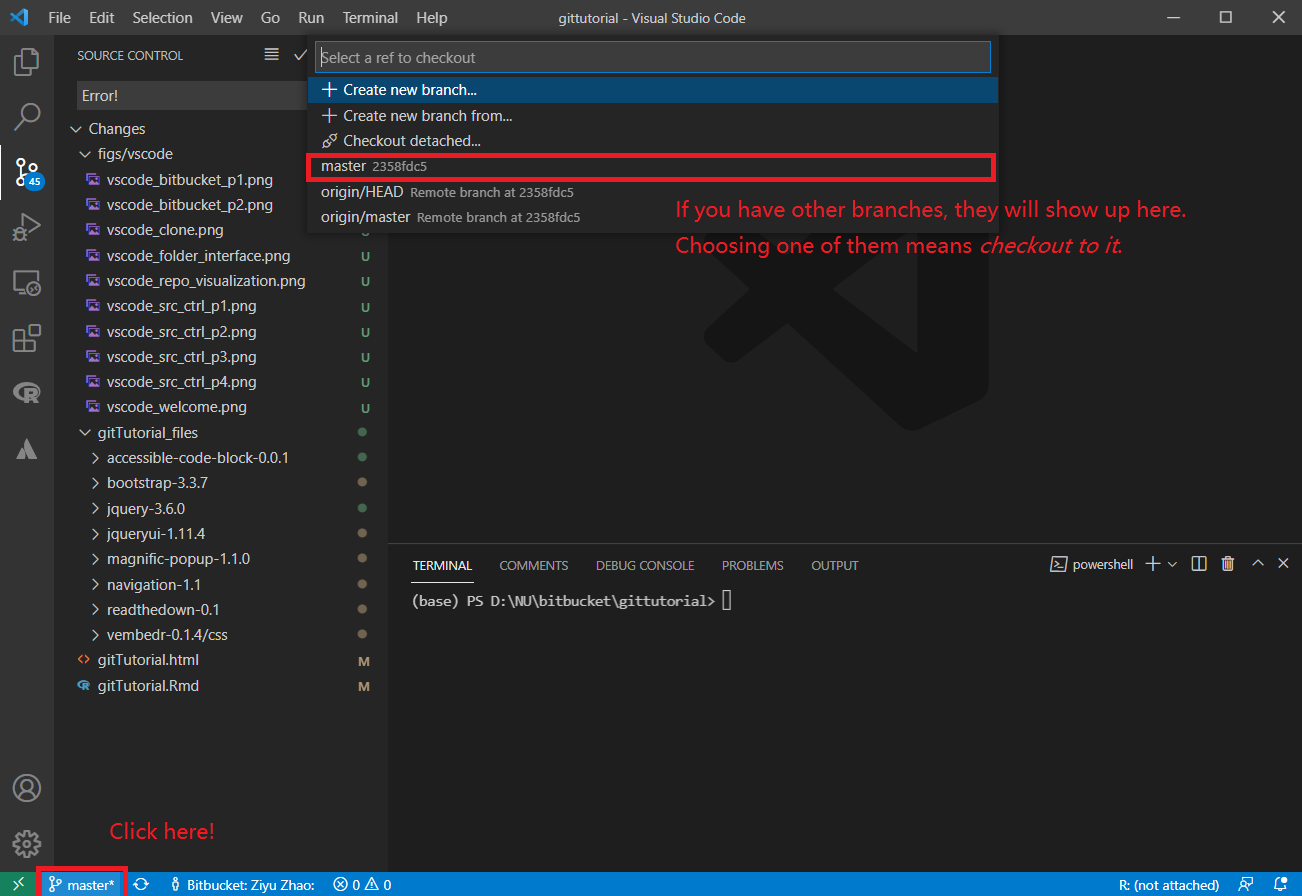 File Edit Selection View Go Run Terminal Help
gittutorial - Visual Studio Code
SOURCE CONTROL
Error!
Select a ref to checkout
Create new branch...
Create new branch from...
Checkout detached...
master 2358fdc5
origin/HEAD Remote branch at 2358fdc5
origin/master Remote branch at 2358fdc5
If you have other branches, they will show up here.
Choosing one of them means checkout to it.
45
Changes
figs/vscode
vscode_bitbucket_p1.png
vscode_bitbucket_p2.png
vscode_clone.png
vscode_folder_interface.png U
vscode_repo_visualization.png U
vscode_src_ctrl_p1.png U
vscode_src_ctrl_p2.png U
vscode_src_ctrl_p3.png U
vscode_src_ctrl_p4.png U
vscode_welcome.png U
gitTutorial_files
accessible-code-block-0.0.1
bootstrap-3.3.7
jquery-3.6.0
jqueryui-1.11.4
magnific-popup-1.1.0
navigation-1.1
readthedown-0.1
vembedr-0.1.4/css
gitTutorial.html M
gitTutorial.Rmd M
TERMINAL COMMENTS DEBUG CONSOLE PROBLEMS OUTPUT
powershell
(base) PS D:\NU\bitbucket\gittutorial>
Click here!
master* Bitbucket: Ziyu Zhao: 0 0 R: (not attached)